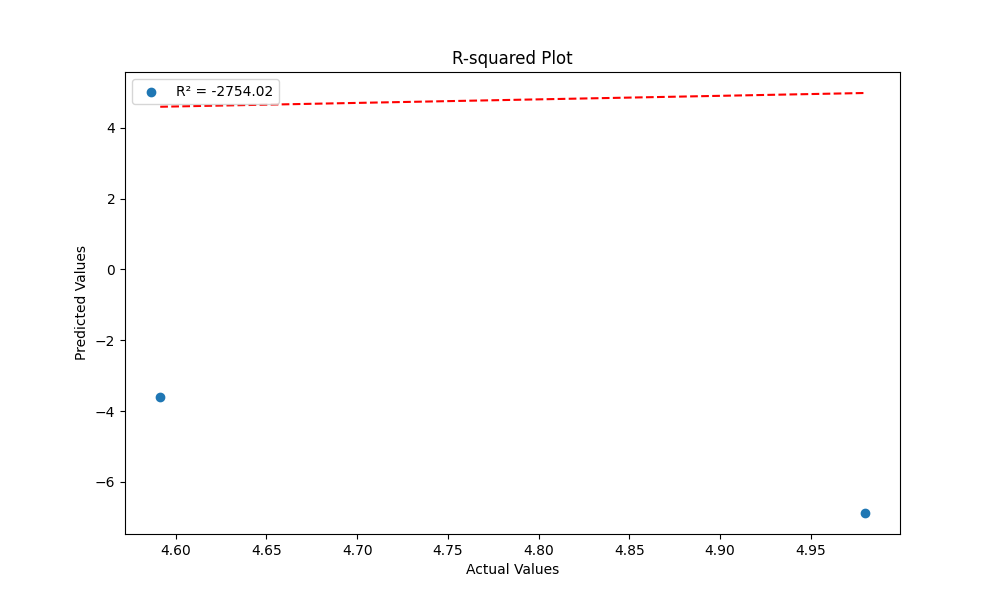 R-squared Plot
R² = -2754.02
Predicted Values
4
2
0
−2
−4
−6
4.60 4.65 4.70 4.75 4.80 4.85 4.90 4.95
Actual Values